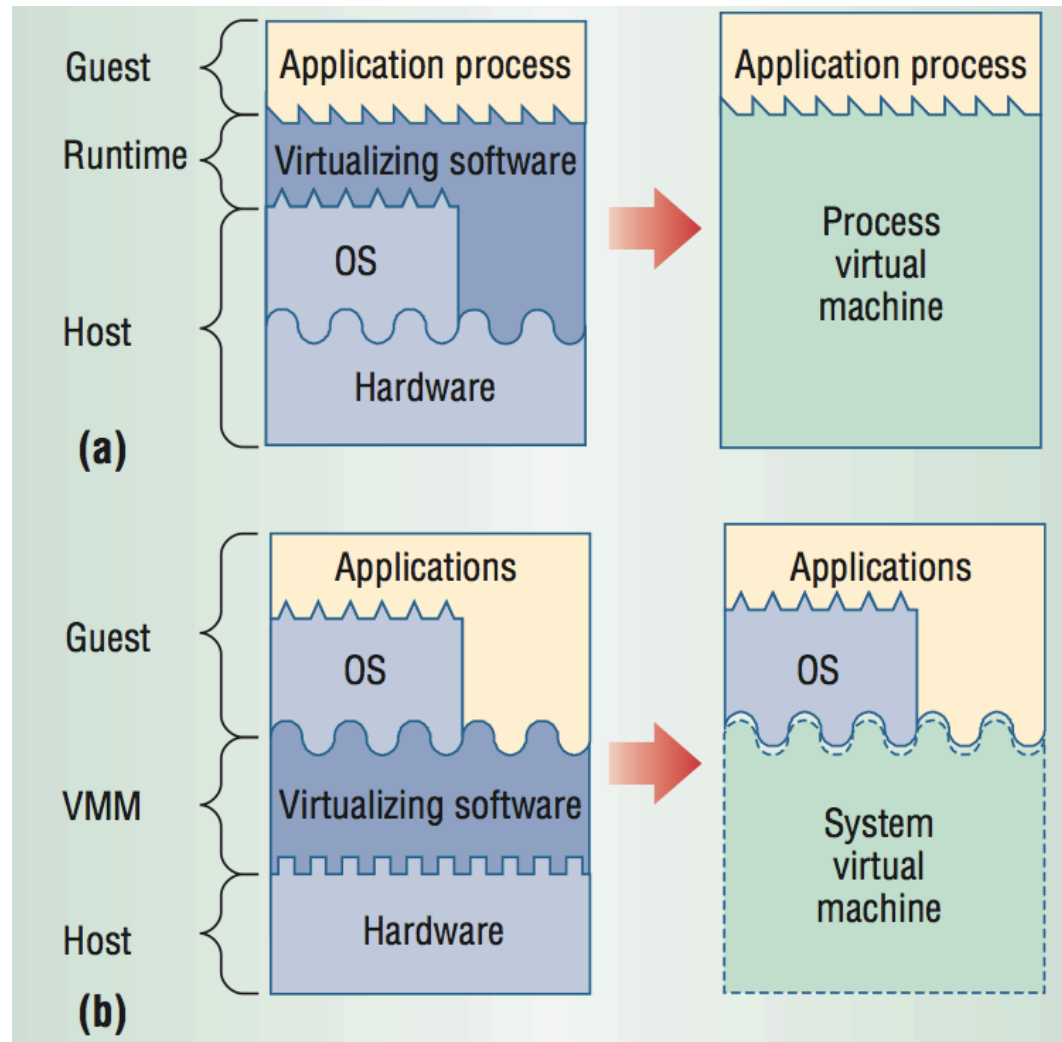 Guest
Runtime
Host
(a)
Application process
Virtualizing software
OS
Hardware
Application process
Process
virtual
machine
Guest
VMM
Host
(b)
Applications
OS
Virtualizing software
Hardware
Applications
OS
System
virtual
machine